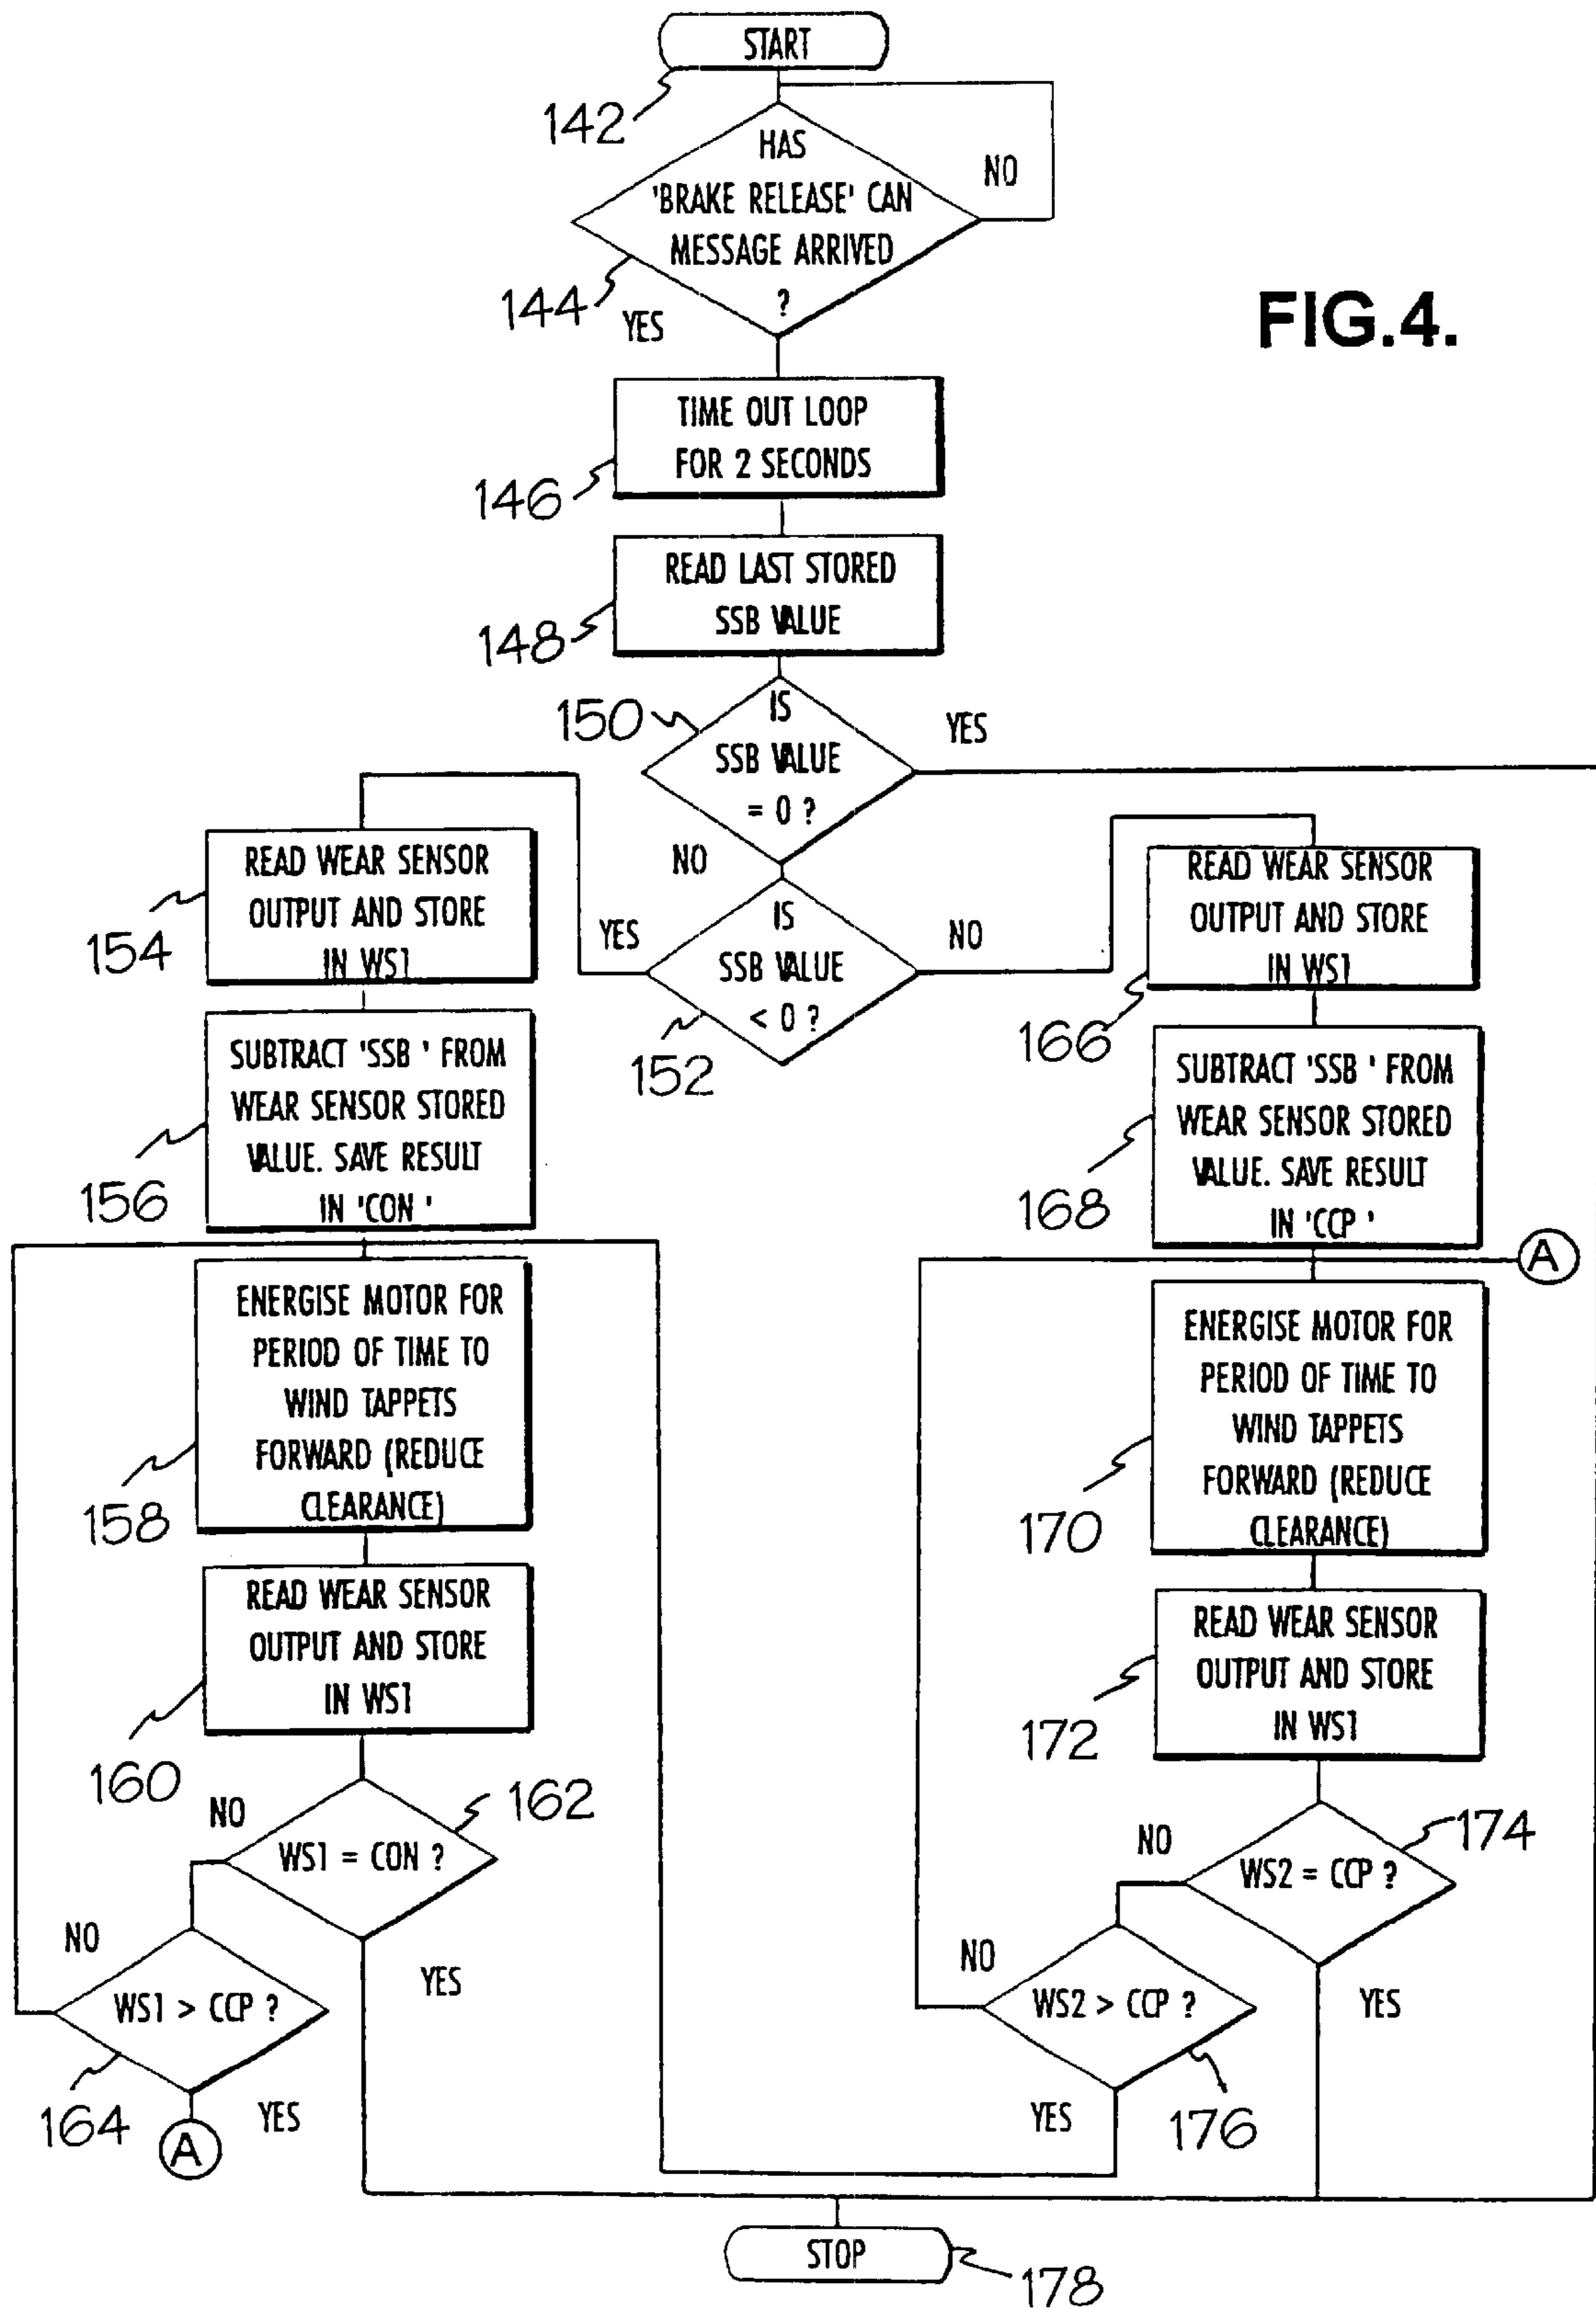 START
142
HAS
'BRAKE RELEASE' CAN
MESSAGE ARRIVED
?
NO
144
YES
FIG.4.
TIME OUT LOOP
FOR 2 SECONDS
146
READ LAST STORED
SSB VALUE
148
150
IS
SSB VALUE
= 0 ?
YES
NO
IS
SSB VALUE
< 0 ?
YES
NO
152
READ WEAR SENSOR
OUTPUT AND STORE
IN WS1
154
SUBTRACT 'SSB ' FROM
WEAR SENSOR STORED
VALUE. SAVE RESULT
IN 'CON '
156
ENERGISE MOTOR FOR
PERIOD OF TIME TO
WIND TAPPETS
FORWARD (REDUCE
CLEARANCE)
158
READ WEAR SENSOR
OUTPUT AND STORE
IN WS1
160
NO
162
WS1 = CON ?
NO
YES
WS1 > CCP ?
164
YES
A
READ WEAR SENSOR
OUTPUT AND STORE
IN WS1
166
SUBTRACT 'SSB ' FROM
WEAR SENSOR STORED
VALUE. SAVE RESULT
IN 'CCP '
168
A
ENERGISE MOTOR FOR
PERIOD OF TIME TO
WIND TAPPETS
FORWARD (REDUCE
CLEARANCE)
170
READ WEAR SENSOR
OUTPUT AND STORE
IN WS1
172
NO
174
WS2 = CCP ?
NO
YES
WS2 > CCP ?
YES
176
STOP
178